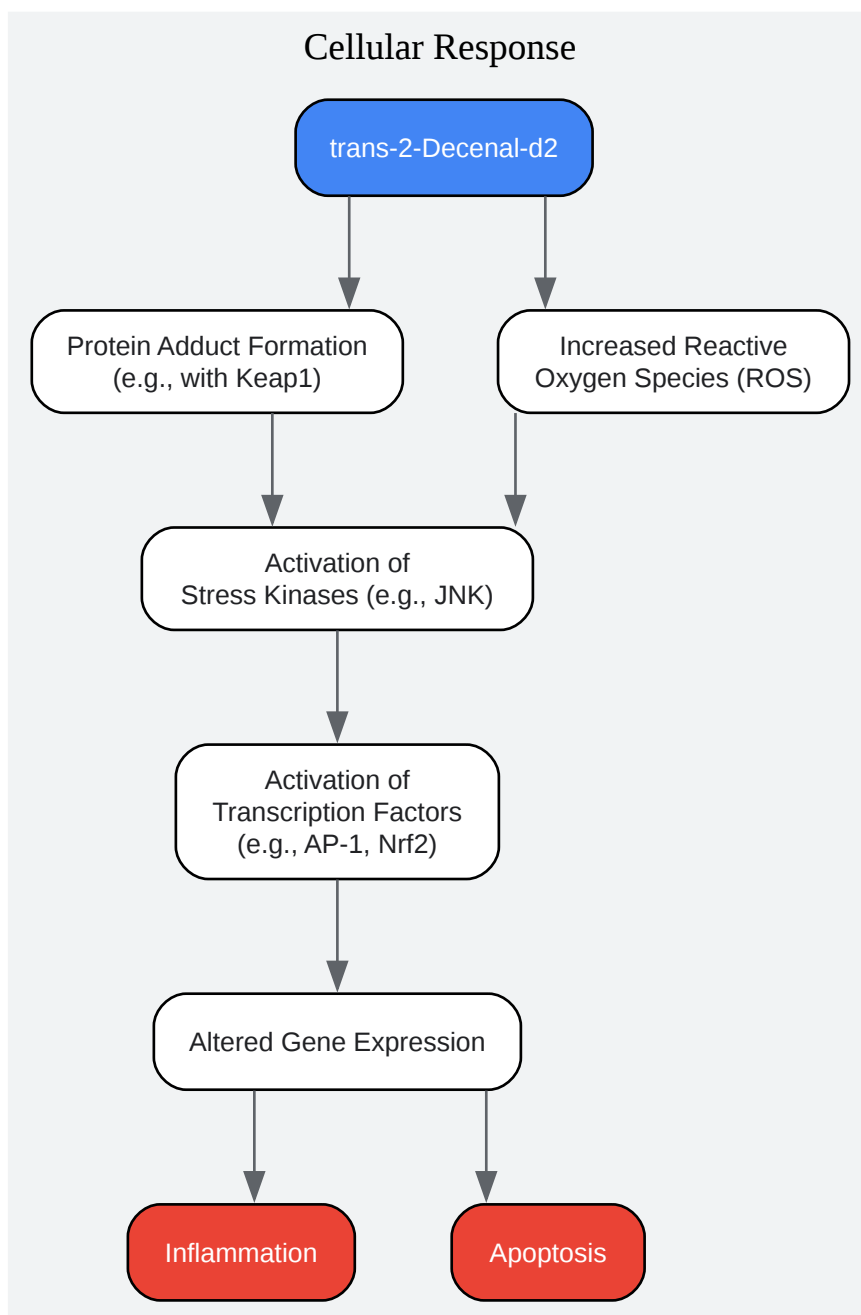 Cellular Response
trans-2-Decenal-d2
Protein Adduct Formation
(e.g., with Keap1)
Increased Reactive
Oxygen Species (ROS)
Activation of
Stress Kinases (e.g., JNK)
Activation of
Transcription Factors
(e.g., AP-1, Nrf2)
Altered Gene Expression
Inflammation
Apoptosis